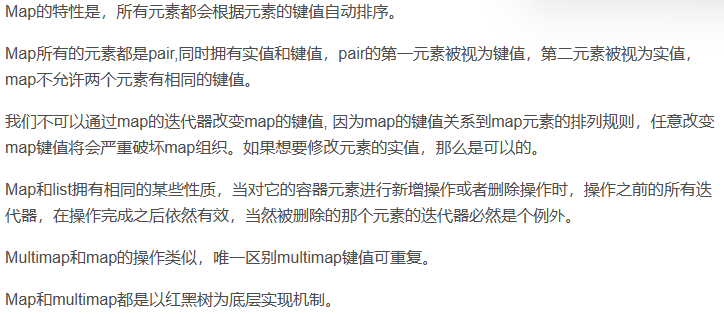 Map的特性是，所有元素都会根据元素的键值自动排序。
Map所有的元素都是pair,同时拥有实值和键值，pair的第一元素被视为键值，第二元素被视为实值，
map不允许两个元素有相同的键值。
我们不可以通过map的迭代器改变map的键值, 因为map的键值关系到map元素的排列规则，任意改变
map键值将会严重破坏map组织。如果想要修改元素的实值，那么是可以的。
Map和list拥有相同的某些性质，当对它的容器元素进行新增操作或者删除操作时，操作之前的所有迭
代器，在操作完成之后依然有效，当然被删除的那个元素的迭代器必然是个例外。
Multimap和map的操作类似，唯一区别multimap键值可重复。
Map和multimap都是以红黑树为底层实现机制。